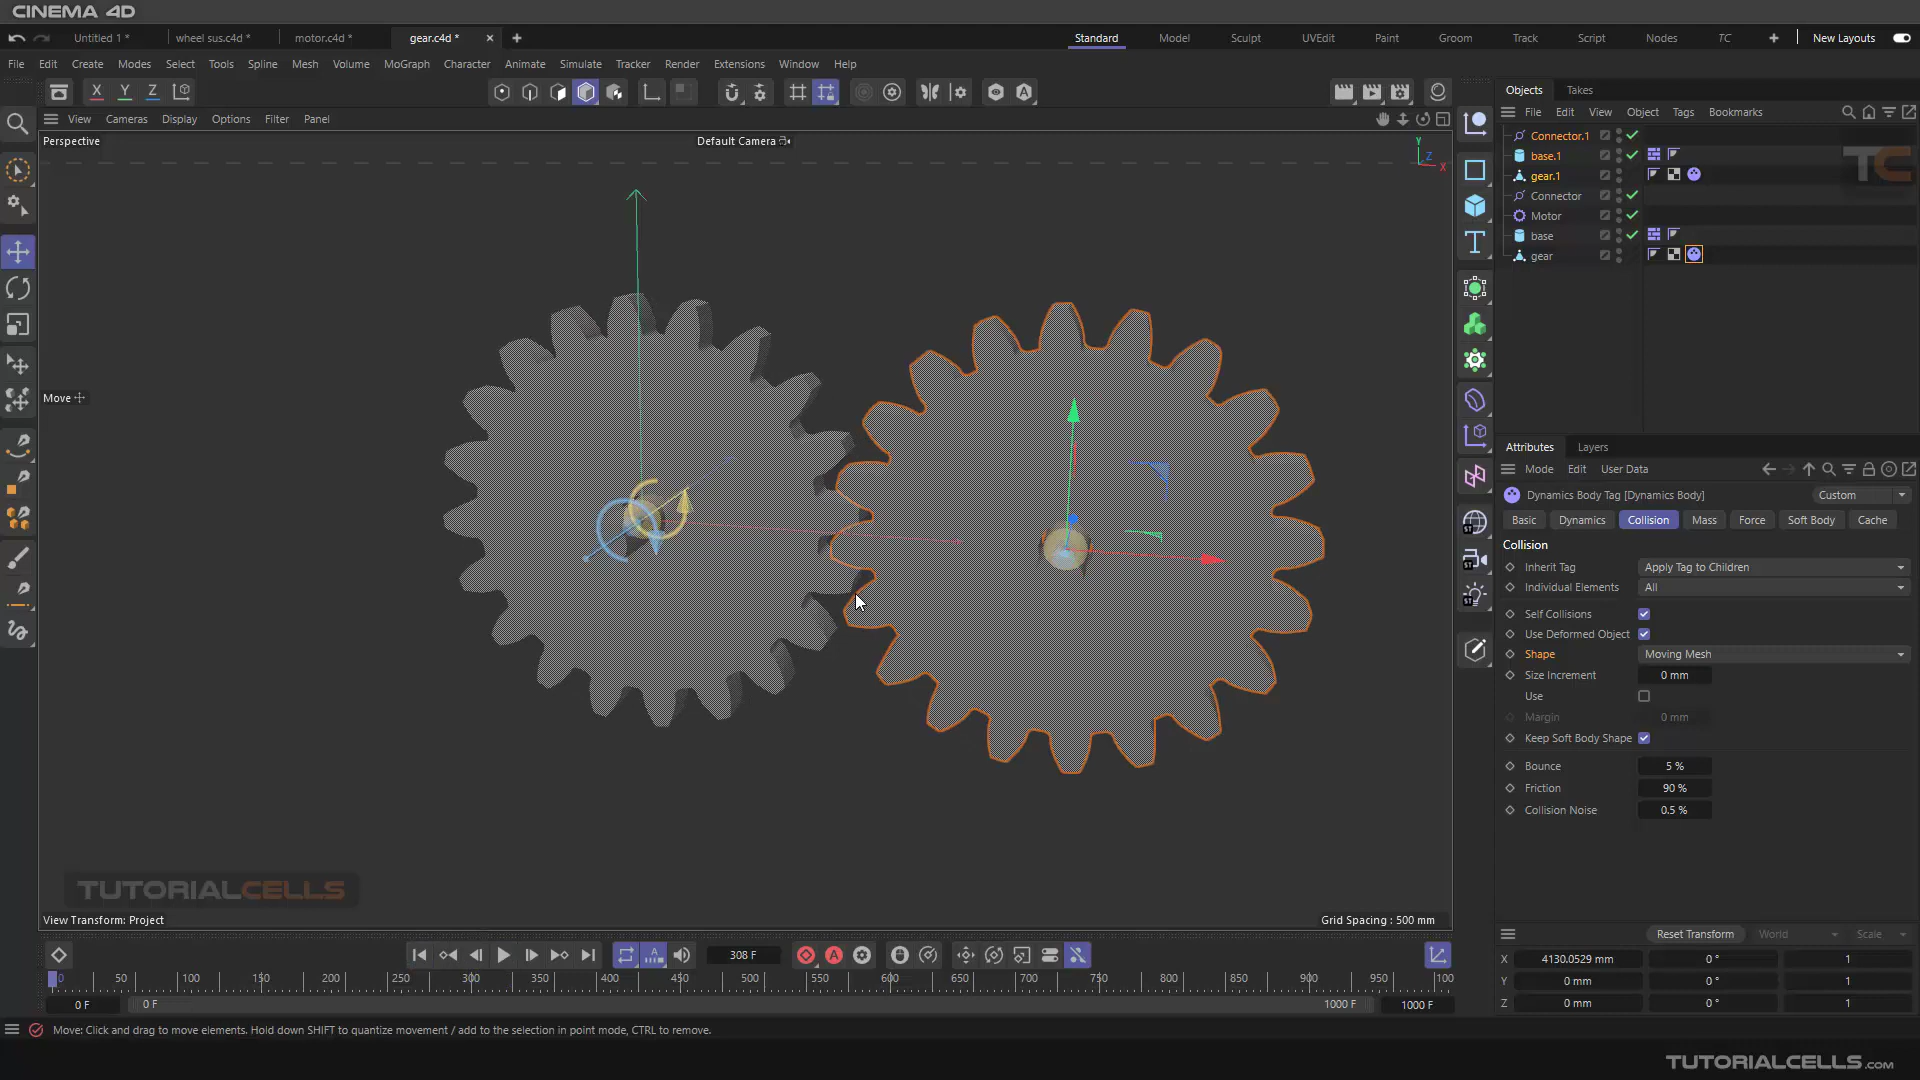 CINEMA 4D
Untitled 1 *
wheel sus.c4d *
motor.c4d *
gear.c4d *
Standard
Model
Sculpt
UVEdit
Paint
Groom
Track
Script
Nodes
TC
New Layouts
File Edit Create Modes Select Tools Spline Mesh Volume MoGraph Character Animate Simulate Tracker Render Extensions Window Help
X Y Z
Objects Takes
View Cameras Display Options Filter Panel
File Edit View Object Tags Bookmarks
Perspective
Default Camera
Y
Z
X
Connector.1
base.1
gear.1
Connector
Motor
base
gear
TC
Move
Attributes Layers
Mode Edit User Data
Dynamics Body Tag [Dynamics Body]
Custom
Basic Dynamics Collision Mass Force Soft Body Cache
Collision
Inherit Tag Apply Tag to Children
Individual Elements All
Self Collisions
Use Deformed Object
Shape Moving Mesh
Size Increment 0 mm
Use
Margin 0 mm
Keep Soft Body Shape
Bounce 5 %
Friction 90 %
Collision Noise 0.5 %
ST
ST
ST
TUTORIALCELLS
View Transform: Project
Grid Spacing : 500 mm
308 F
0 50 100 150 200 250 300 350 400 450 500 550 600 650 700 750 800 850 900 950 100
0 F
0 F
1000 F
1000 F
Reset Transform World Scale
X 4130.0529 mm 0 ° 1
Y 0 mm 0 ° 1
Z 0 mm 0 ° 1
Move: Click and drag to move elements. Hold down SHIFT to quantize movement / add to the selection in point mode, CTRL to remove.
TUTORIALCELLS.COM